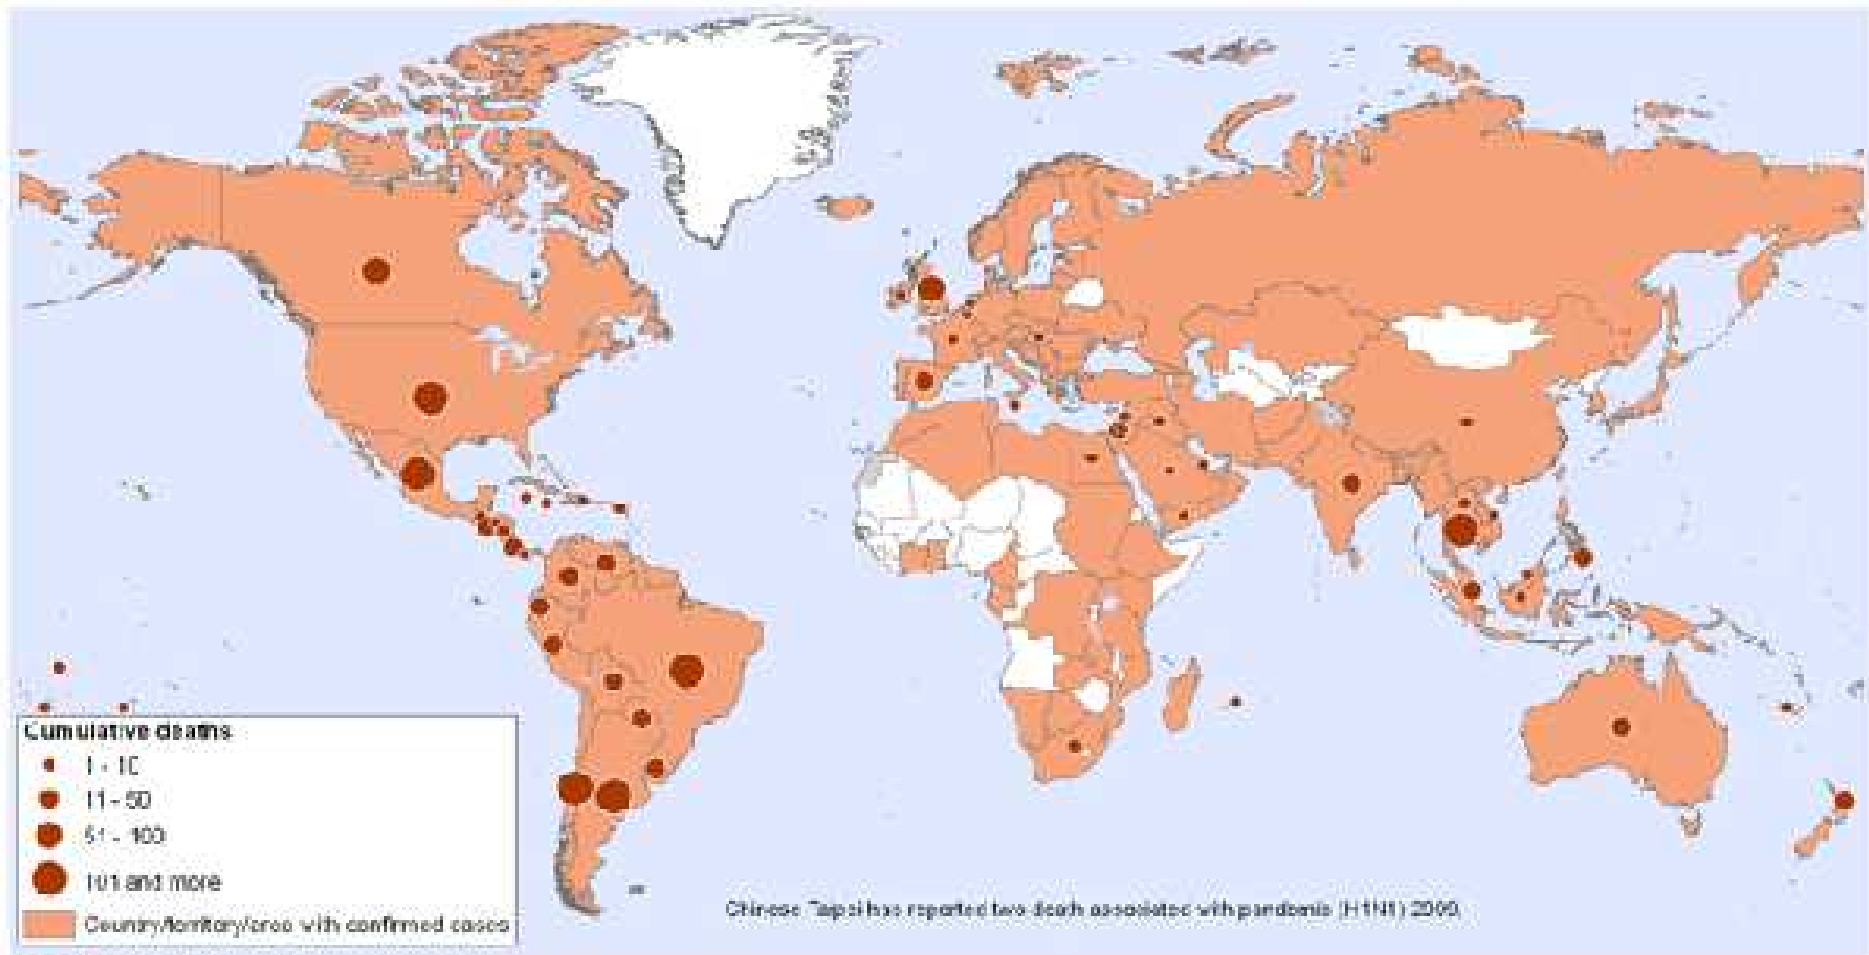 Cumulative deaths
1 - 10
11 - 50
51 - 100
101 and more
Country/territory/area with confirmed cases
Chinese Taipei has reported two death associated with pandemic (H1N1) 2009.